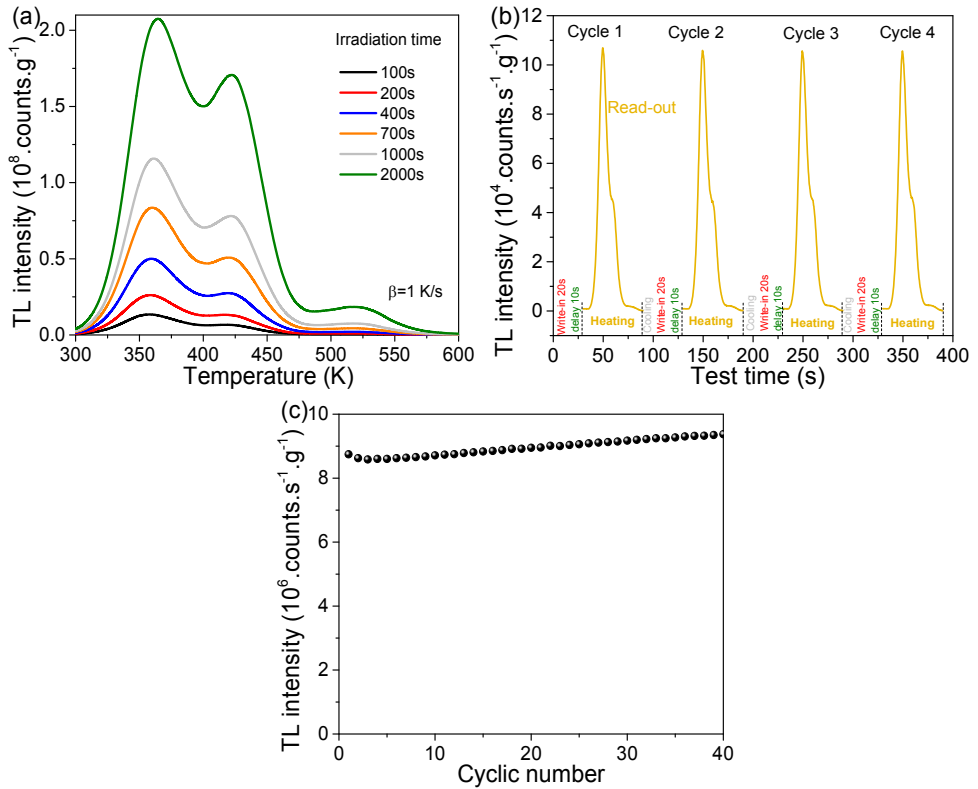 (a)
TL intensity (10⁸.counts.g⁻¹)
2.0
1.5
1.0
0.5
0.0
Irradiation time
100s
200s
400s
700s
1000s
2000s
β=1 K/s
300 350 400 450 500 550 600
Temperature (K)
(b)
TL intensity (10⁴.counts.s⁻¹.g⁻¹)
12
10
8
6
4
2
0
Cycle 1 Cycle 2 Cycle 3 Cycle 4
Read-out
Write-in 20s
delay 10s
Heating
Cooling
Write-in 20s
delay 10s
Heating
Cooling
Write-in 20s
delay 10s
Heating
Cooling
Write-in 20s
delay 10s
Heating
0 50 100 150 200 250 300 350 400
Test time (s)
(c)
TL intensity (10⁶.counts.s⁻¹.g⁻¹)
10
8
6
4
2
0
0 10 20 30 40
Cyclic number